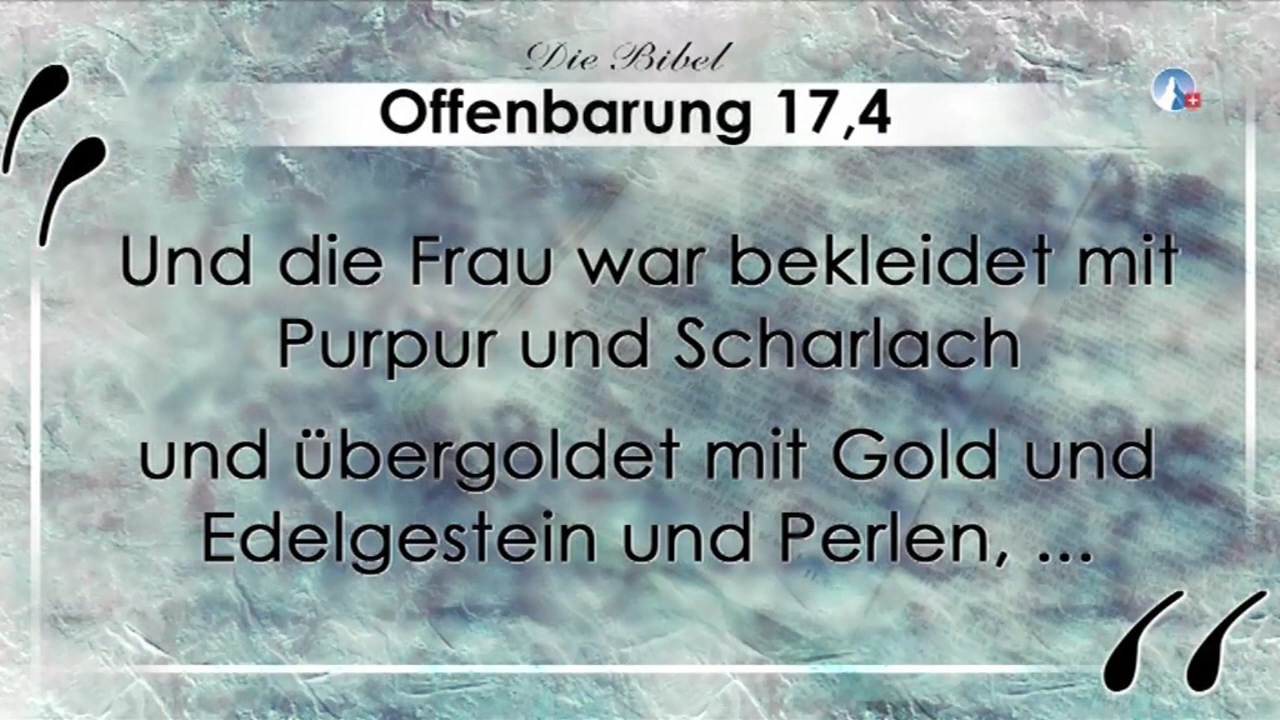 Die Bibel
Offenbarung 17,4
Und die Frau war bekleidet mit
Purpur und Scharlach
und übergoldet mit Gold und
Edelgestein und Perlen, ...